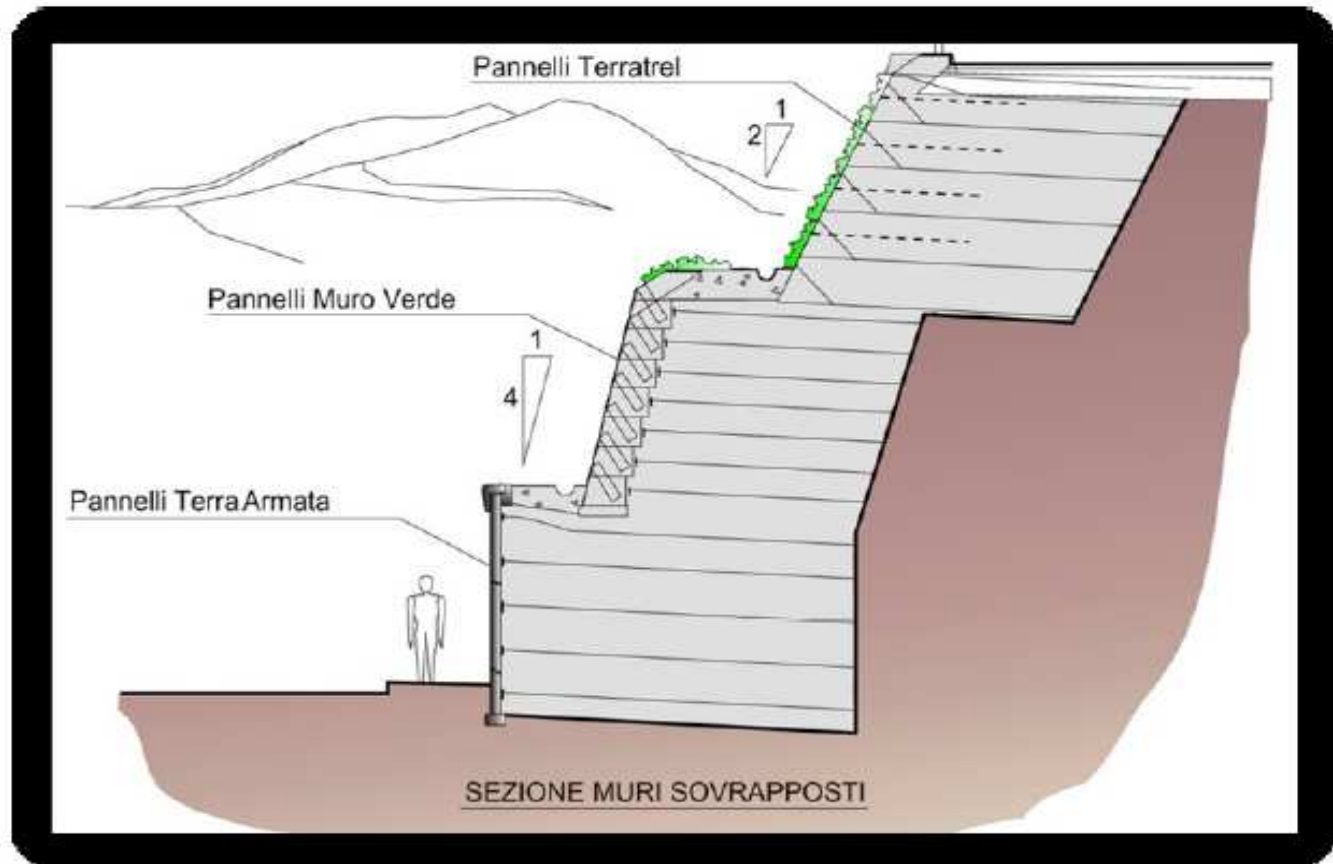 Pannelli Terratrel
1
2
Pannelli Muro Verde
1
4
Pannelli Terra Armata
SEZIONE MURI SOVRAPPOSTI